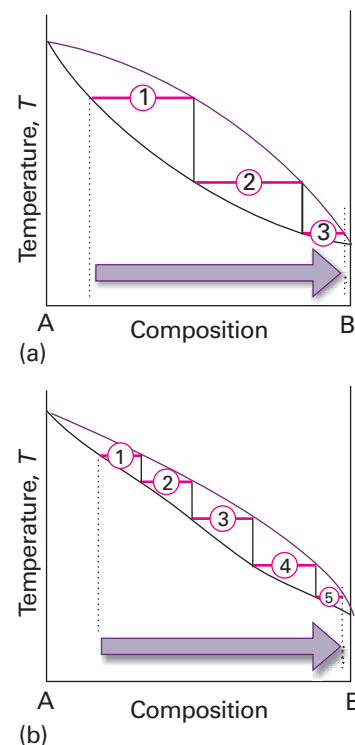 Temperature, T
1
2
3
A
Composition
B
(a)
Temperature, T
1
2
3
4
5
A
Composition
B
(b)